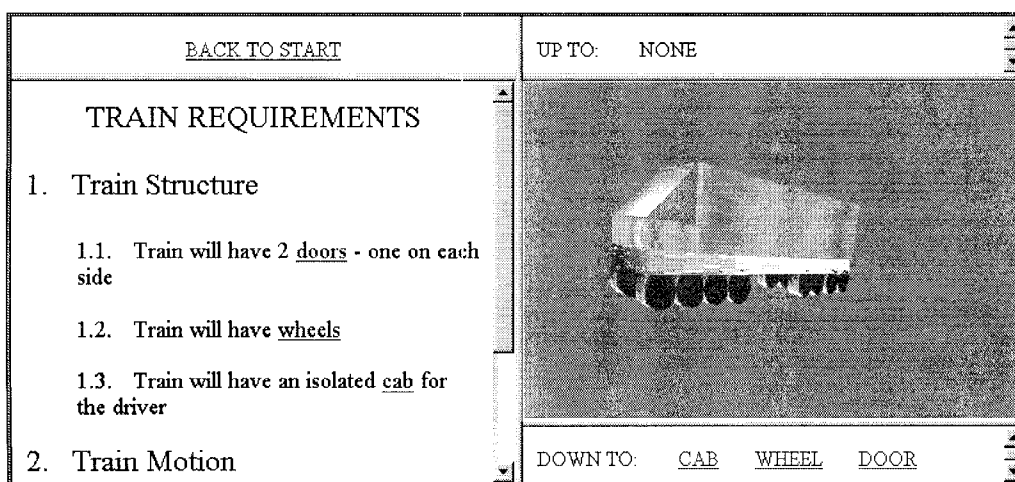 BACK TO START
UP TO: NONE
TRAIN REQUIREMENTS
1. Train Structure
1.1. Train will have 2 doors - one on each
side
1.2. Train will have wheels
1.3. Train will have an isolated cab for
the driver
2. Train Motion
DOWN TO: CAB WHEEL DOOR